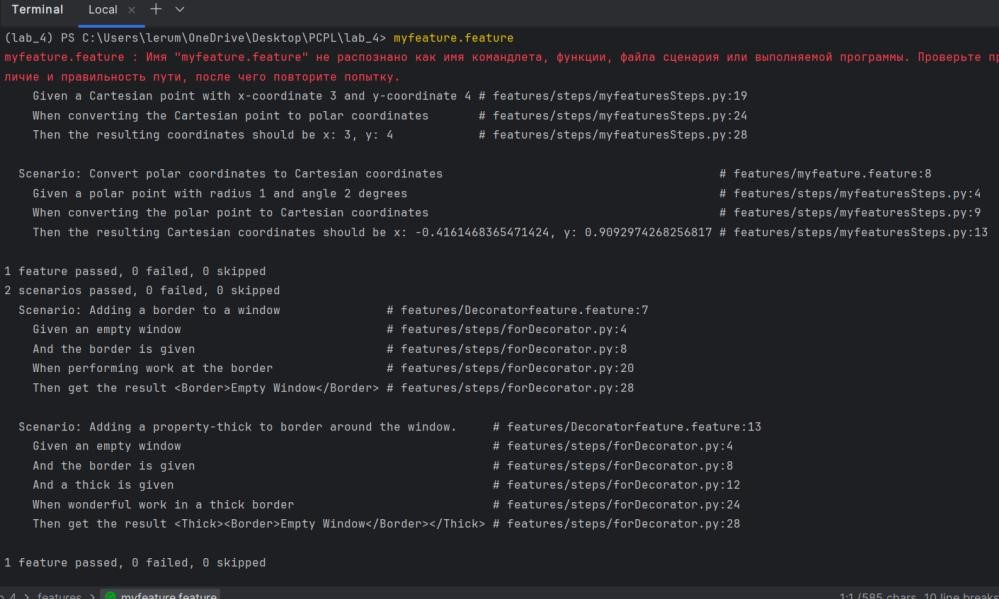 Terminal Local × +
(lab_4) PS C:\Users\lerum\OneDrive\Desktop\PCPL\lab_4> myfeature.feature
myfeature.feature : Имя "myfeature.feature" не распознано как имя командлета, функции, файла сценария или выполняемой программы. Проверьте
личие и правильность пути, после чего повторите попытку.
Given a Cartesian point with x-coordinate 3 and y-coordinate 4 # features/steps/myfeaturesSteps.py:19
When converting the Cartesian point to polar coordinates # features/steps/myfeaturesSteps.py:24
Then the resulting coordinates should be x: 3, y: 4 # features/steps/myfeaturesSteps.py:28
Scenario: Convert polar coordinates to Cartesian coordinates # features/myfeature.feature:8
Given a polar point with radius 1 and angle 2 degrees # features/steps/myfeaturesSteps.py:4
When converting the polar point to Cartesian coordinates # features/steps/myfeaturesSteps.py:9
Then the resulting Cartesian coordinates should be x: -0.4161468365471424, y: 0.9092974268256817 # features/steps/myfeaturesSteps.py:13
1 feature passed, 0 failed, 0 skipped
2 scenarios passed, 0 failed, 0 skipped
Scenario: Adding a border to a window # features/Decoratorfeature.feature:7
Given an empty window # features/steps/forDecorator.py:4
And the border is given # features/steps/forDecorator.py:8
When performing work at the border # features/steps/forDecorator.py:20
Then get the result <Border>Empty Window</Border> # features/steps/forDecorator.py:28
Scenario: Adding a property-thick to border around the window. # features/Decoratorfeature.feature:13
Given an empty window # features/steps/forDecorator.py:4
And the border is given # features/steps/forDecorator.py:8
And a thick is given # features/steps/forDecorator.py:12
When wonderful work in a thick border # features/steps/forDecorator.py:24
Then get the result <Thick><Border>Empty Window</Border></Thick> # features/steps/forDecorator.py:28
1 feature passed, 0 failed, 0 skipped
4 > features > myfeature.feature 1:1 (585 chars, 10 line breaks